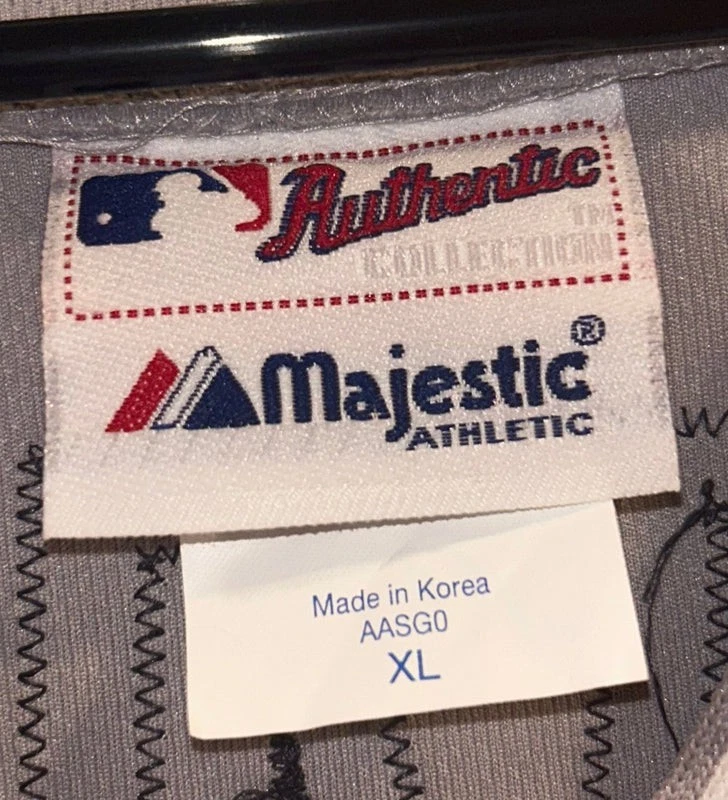 Authentic
TM
COLLECTION
Majestic®
ATHLETIC
Made in Korea
AASG0
XL